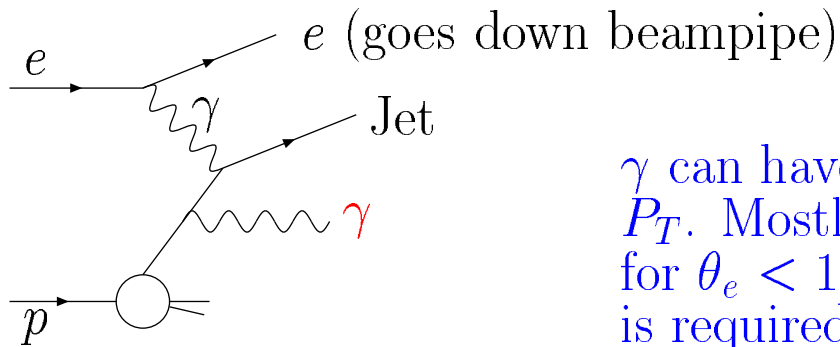 e
e (goes down beampipe)
γ
Jet
γ
p
γ can have
P_T. Mostl
for θ_e < 1
is required